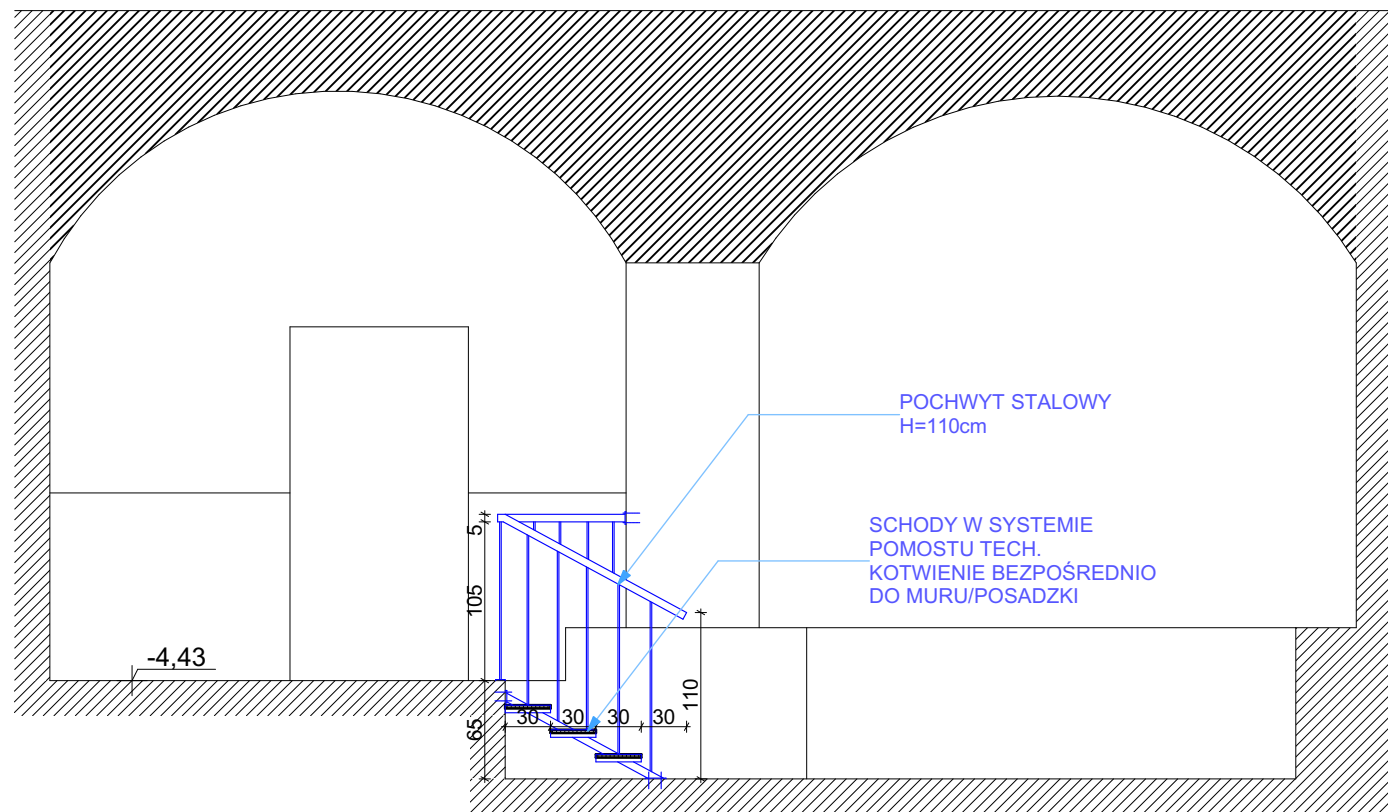 POCHWYT STALOWY
H=110cm
SCHODY W SYSTEMIE
POMOSTU TECH.
KOTWIENIE BEZPOŚREDNIO
DO MURU/POSADZKI
5
105
-4,43
110
30 30 30 30
65